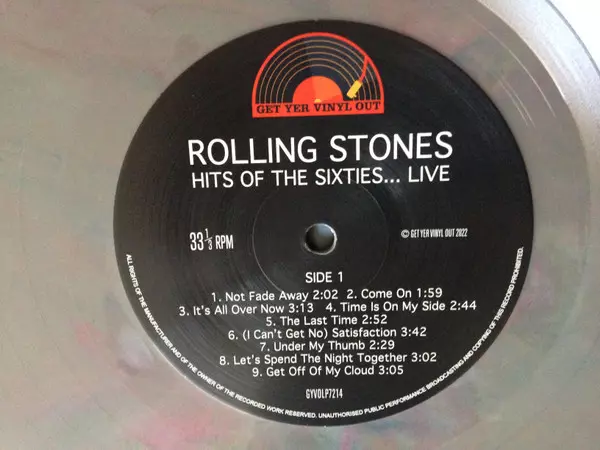 GET YER VINYL OUT
ROLLING STONES
HITS OF THE SIXTIES... LIVE
33 1/3 RPM
© GET YER VINYL OUT 2022
SIDE 1
1. Not Fade Away 2:02 2. Come On 1:59
3. It's All Over Now 3:13 4. Time Is On My Side 2:44
5. The Last Time 2:52
6. (I Can't Get No) Satisfaction 3:42
7. Under My Thumb 2:29
8. Let's Spend The Night Together 3:02
9. Get Off Of My Cloud 3:05
GYVOLP7214
ALL RIGHTS OF THE MANUFACTURER AND OF THE OWNER OF THE RECORDED WORK RESERVED. UNAUTHORISED PUBLIC PERFORMANCE BROADCASTING AND COPYING OF THIS RECORD PROHIBITED.